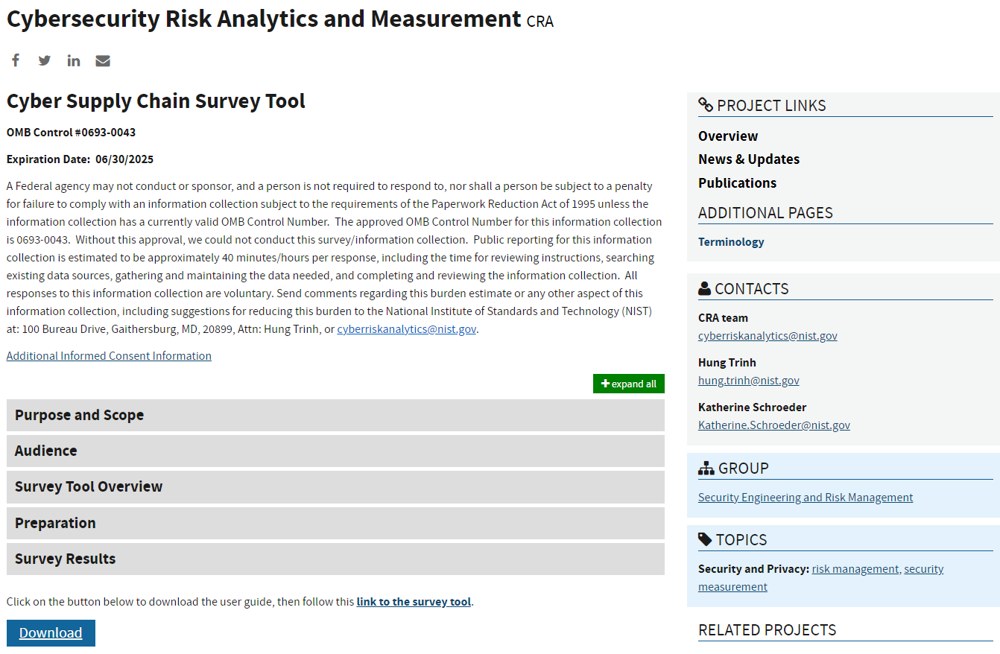 Cybersecurity Risk Analytics and Measurement CRA
Cyber Supply Chain Survey Tool
OMB Control #0693-0043
Expiration Date:  06/30/2025
A Federal agency may not conduct or sponsor, and a person is not required to respond to, nor shall a person be subject to a penalty
for failure to comply with an information collection subject to the requirements of the Paperwork Reduction Act of 1995 unless the
information collection has a currently valid OMB Control Number.  The approved OMB Control Number for this information collection
is 0693-0043.  Without this approval, we could not conduct this survey/information collection.  Public reporting for this information
collection is estimated to be approximately 40 minutes/hours per response, including the time for reviewing instructions, searching
existing data sources, gathering and maintaining the data needed, and completing and reviewing the information collection.  All
responses to this information collection are voluntary. Send comments regarding this burden estimate or any other aspect of this
information collection, including suggestions for reducing this burden to the National Institute of Standards and Technology (NIST)
at: 100 Bureau Drive, Gaithersburg, MD, 20899, Attn: Hung Trinh, or cyberriskanalytics@nist.gov.
Additional Informed Consent Information
expand all
Purpose and Scope
Audience
Survey Tool Overview
Preparation
Survey Results
Click on the button below to download the user guide, then follow this link to the survey tool.
Download
PROJECT LINKS
Overview
News & Updates
Publications
ADDITIONAL PAGES
Terminology
CONTACTS
CRA team
cyberriskanalytics@nist.gov
Hung Trinh
hung.trinh@nist.gov
Katherine Schroeder
Katherine.Schroeder@nist.gov
GROUP
Security Engineering and Risk Management
TOPICS
Security and Privacy: risk management, security
measurement
RELATED PROJECTS